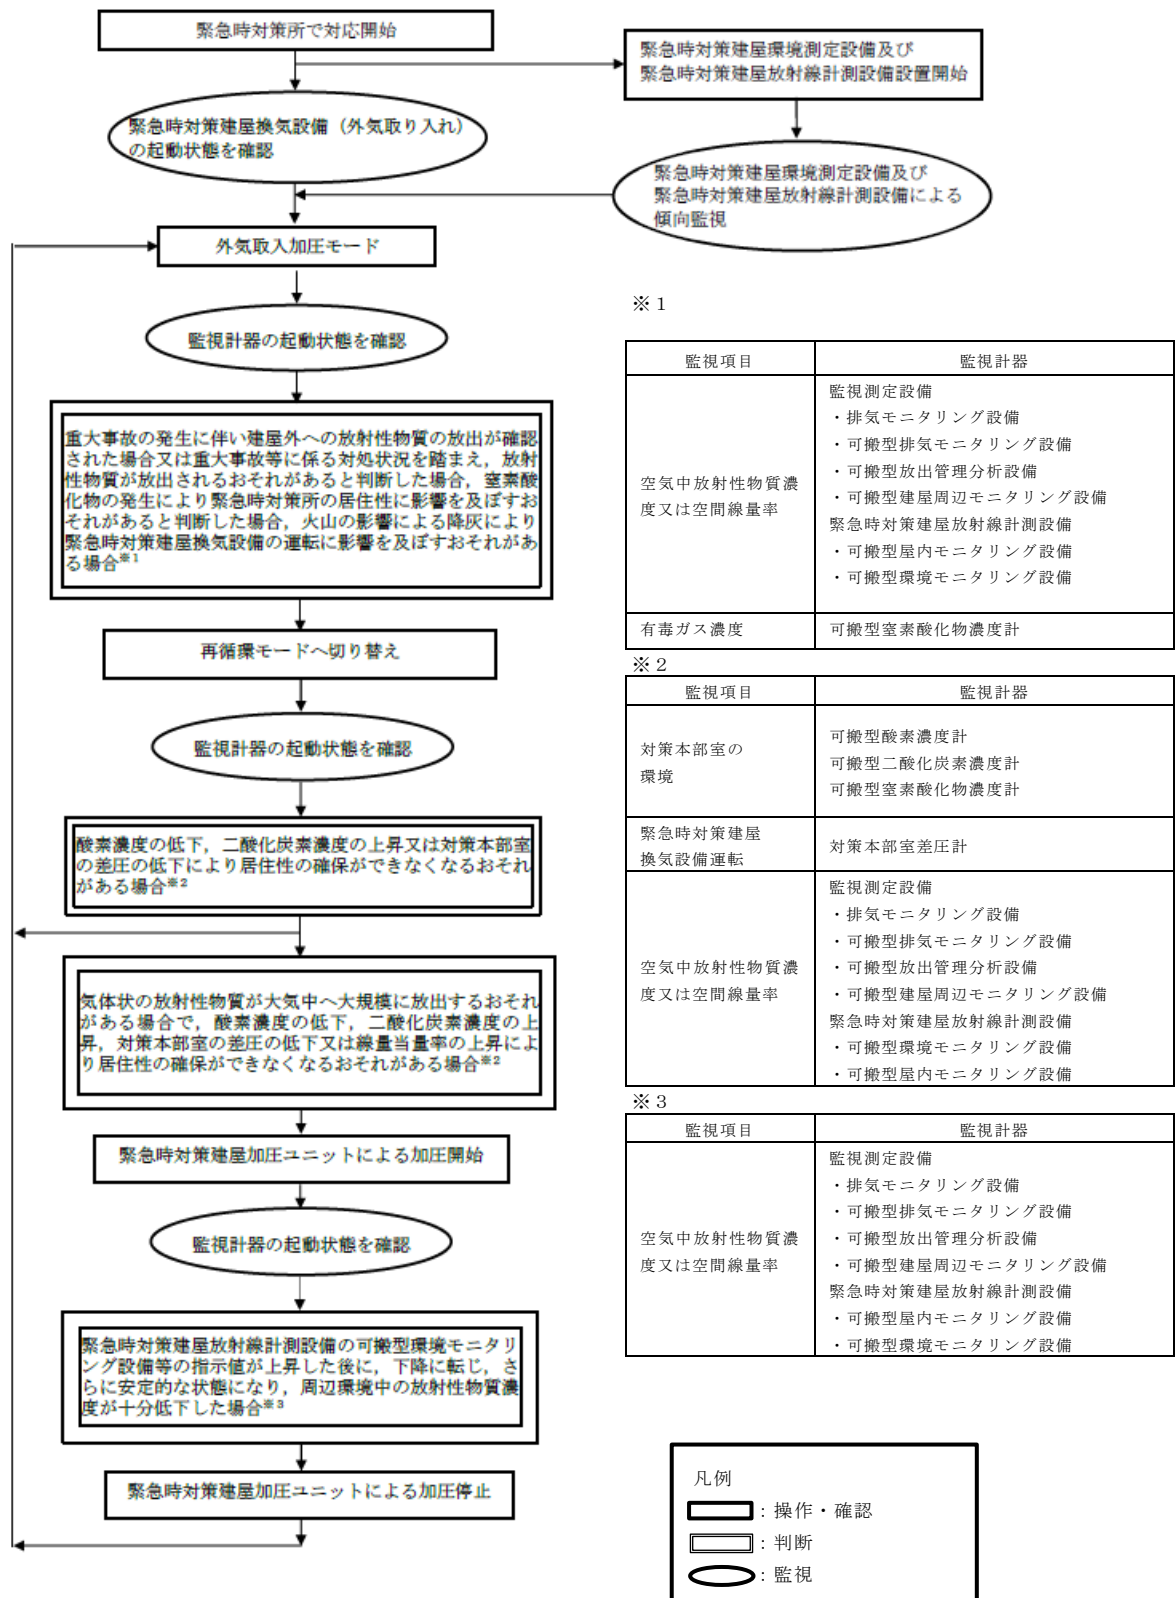 緊急時対策所で対応開始
緊急時対策建屋環境測定設備及び
緊急時対策建屋放射線計測設備設置開始
緊急時対策建屋換気設備（外気取り入れ）
の起動状態を確認
緊急時対策建屋環境測定設備及び
緊急時対策建屋放射線計測設備による
傾向監視
外気取入加圧モード
監視計器の起動状態を確認
重大事故の発生に伴い建屋外への放射性物質の放出が確認
された場合又は重大事故等に係る対処状況を踏まえ，放射
性物質が放出されるおそれがあると判断した場合，窒素酸
化物の発生により緊急時対策所の居住性に影響を及ぼすお
それがあると判断した場合，火山の影響による降灰により
緊急時対策建屋換気設備の運転に影響を及ぼすおそれがあ
る場合※1
再循環モードへ切り替え
監視計器の起動状態を確認
酸素濃度の低下，二酸化炭素濃度の上昇又は対策本部室
の差圧の低下により居住性の確保ができなくなるおそれ
がある場合※2
気体状の放射性物質が大気中へ大規模に放出するおそれ
がある場合で，酸素濃度の低下，二酸化炭素濃度の上
昇，対策本部室の差圧の低下又は線量当量率の上昇によ
り居住性の確保ができなくなるおそれがある場合※2
緊急時対策建屋加圧ユニットによる加圧開始
監視計器の起動状態を確認
緊急時対策建屋放射線計測設備の可搬型環境モニタリ
ング設備等の指示値が上昇した後に，下降に転じ，さ
らに安定的な状態になり，周辺環境中の放射性物質濃
度が十分低下した場合※3
緊急時対策建屋加圧ユニットによる加圧停止
※１
監視項目
監視計器
空気中放射性物質濃
度又は空間線量率
監視測定設備
・排気モニタリング設備
・可搬型排気モニタリング設備
・可搬型放出管理分析設備
・可搬型建屋周辺モニタリング設備
緊急時対策建屋放射線計測設備
・可搬型屋内モニタリング設備
・可搬型環境モニタリング設備
有毒ガス濃度
可搬型窒素酸化物濃度計
※２
監視項目
監視計器
対策本部室の
環境
可搬型酸素濃度計
可搬型二酸化炭素濃度計
可搬型窒素酸化物濃度計
緊急時対策建屋
換気設備運転
対策本部室差圧計
空気中放射性物質濃
度又は空間線量率
監視測定設備
・排気モニタリング設備
・可搬型排気モニタリング設備
・可搬型放出管理分析設備
・可搬型建屋周辺モニタリング設備
緊急時対策建屋放射線計測設備
・可搬型環境モニタリング設備
・可搬型屋内モニタリング設備
※３
監視項目
監視計器
空気中放射性物質濃
度又は空間線量率
監視測定設備
・排気モニタリング設備
・可搬型排気モニタリング設備
・可搬型放出管理分析設備
・可搬型建屋周辺モニタリング設備
緊急時対策建屋放射線計測設備
・可搬型屋内モニタリング設備
・可搬型環境モニタリング設備
凡例
：操作・確認
：判断
：監視